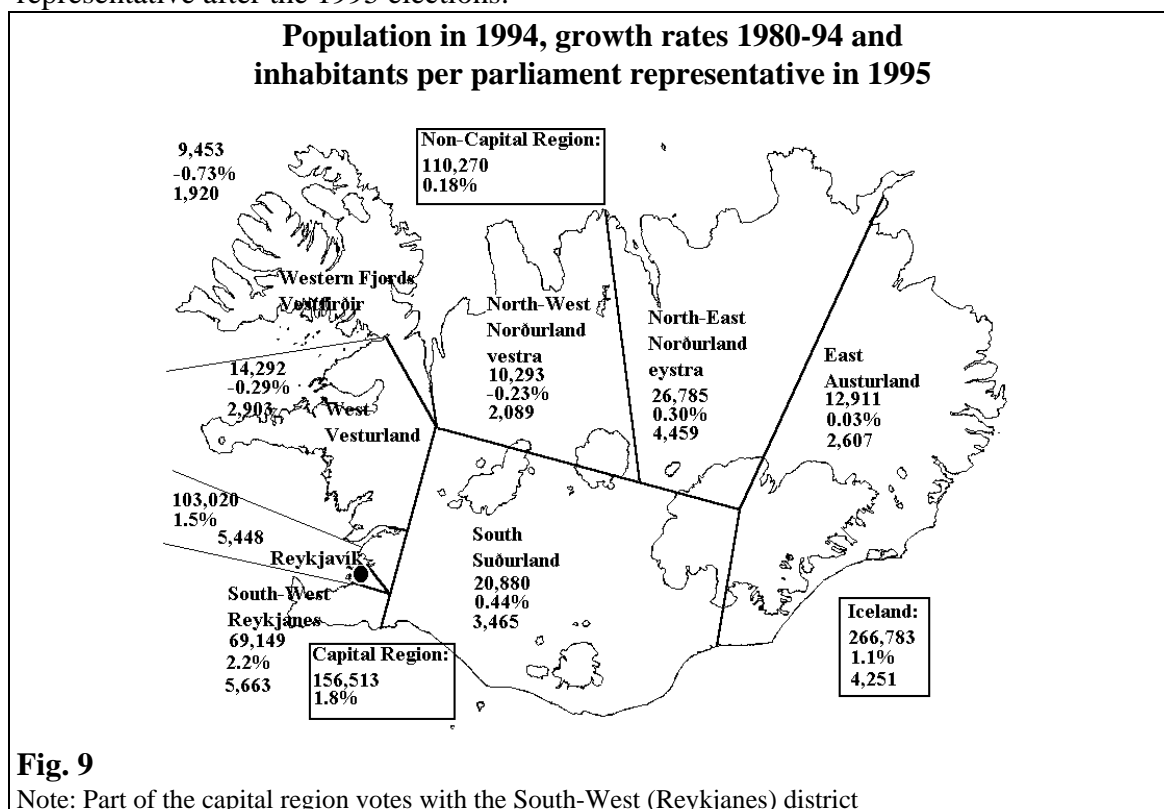 representative after the 1995 elections.
Population in 1994, growth rates 1980-94 and
inhabitants per parliament representative in 1995
9,453
-0.73%
1,920
Non-Capital Region:
110,270
0.18%
Western Fjords
Vestfirðir
North-West
Norðurland
vestra
10,293
-0.23%
2,089
North-East
Norðurland
eystra
26,785
0.30%
4,459
East
Austurland
12,911
0.03%
2,607
14,292
-0.29%
2,903
West
Vesturland
103,020
1.5%
5,448
Reykjavík
South
Suðurland
20,880
0.44%
3,465
South-West
Reykjanes
69,149
2.2%
5,663
Capital Region:
156,513
1.8%
Iceland:
266,783
1.1%
4,251
Fig. 9
Note: Part of the capital region votes with the South-West (Reykjanes) district